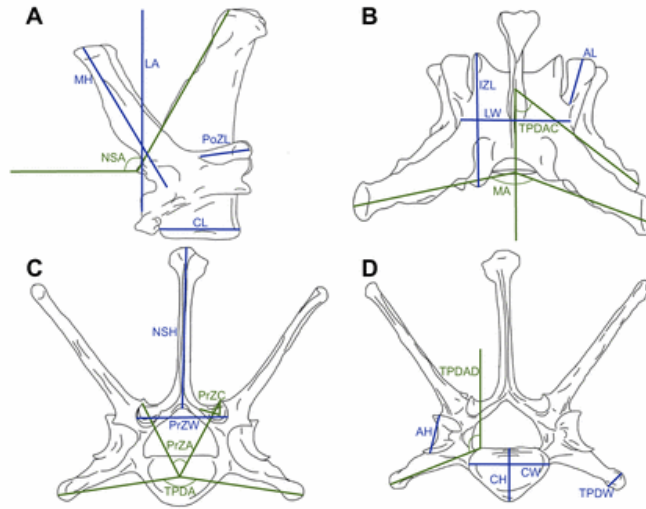 A
MH
LA
NSA
PoZL
CL
B
AL
IZL
LW
TPDAC
MA
C
NSH
PrZC
PrZW
PrZA
TPDA
D
TPDAD
AH
CH
CW
TPDW